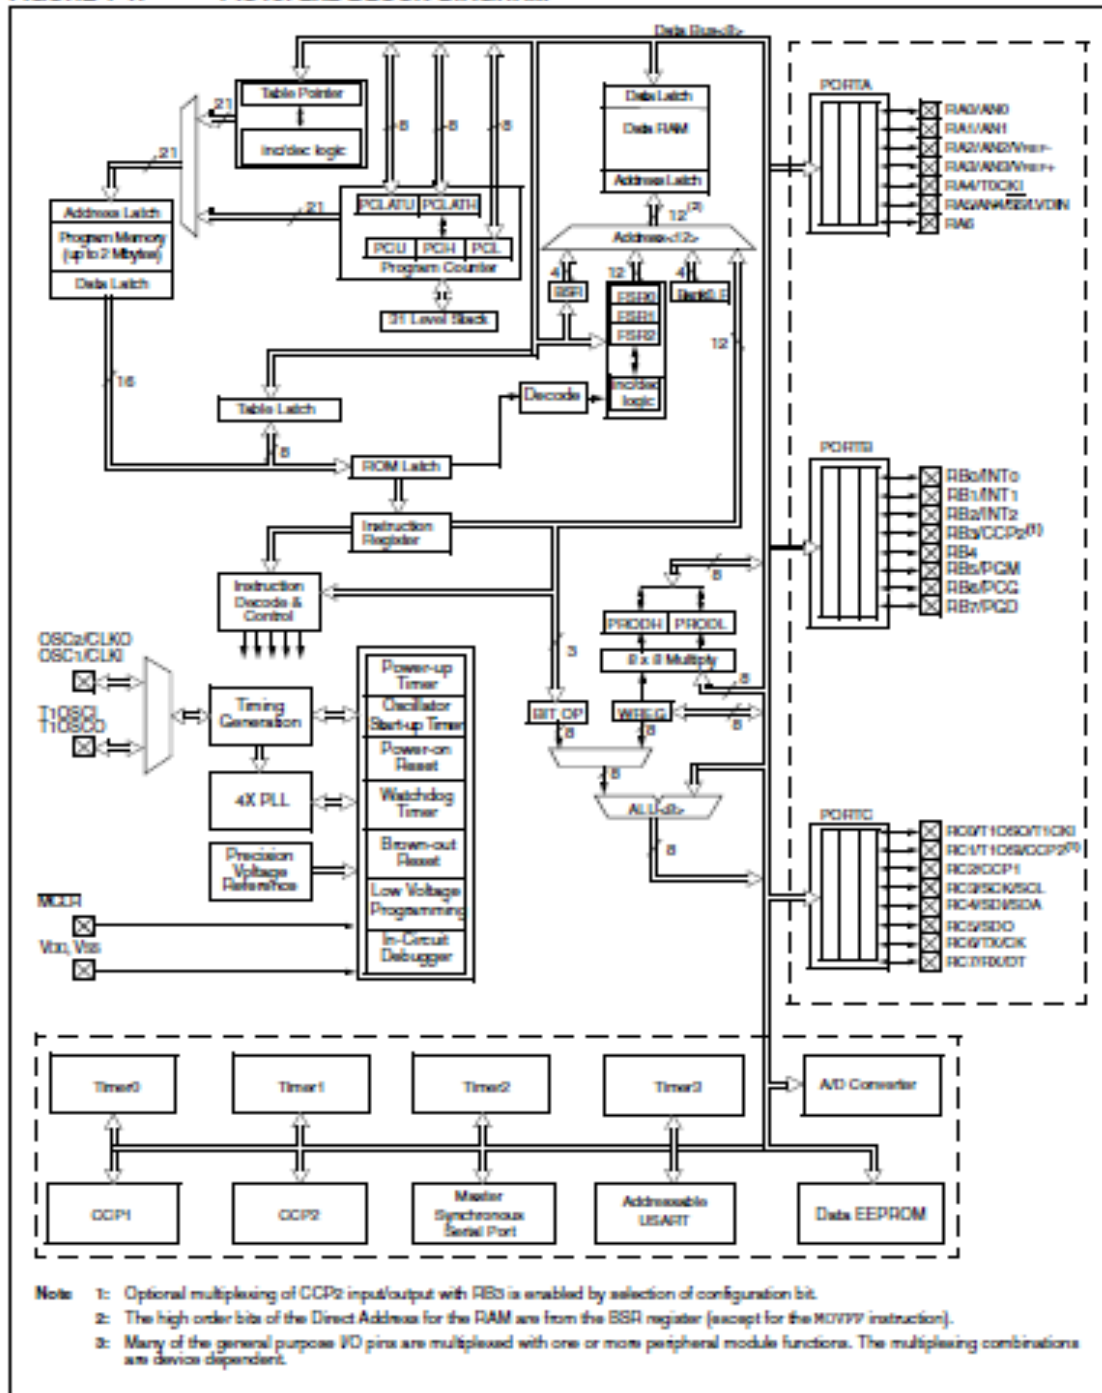 Data Bus<8>
PORTA
Table Pointer
21
inc/dec logic
21
8
8
8
Data Latch
Data RAM
Address Latch
RA0/AN0
RA1/AN1
RA2/AN2/VREF-
RA3/AN3/VREF+
RA4/T0CKI
RA5/AN4/SS/LVDIN
RA6
Address Latch
Program Memory
(up to 2 Mbytes)
Data Latch
21
PCLATU PCLATH
PCU PCH PCL
Program Counter
31 Level Stack
12(2)
Address<12>
4
12
4
BSR
FSR0
FSR1
FSR2
inc/dec
logic
12
16
Table Latch
8
Decode
ROM Latch
Instruction
Register
PORTB
RB0/INT0
RB1/INT1
RB2/INT2
RB3/CCP2(1)
RB4
RB5/PGM
RB6/PCG
RB7/PGD
Instruction
Decode &
Control
8
PRODH PRODL
8 x 8 Multiply
3
8
BIT OP
WREG
8
8
8
8
ALU<8>
8
OSC2/CLKO
OSC1/CLKI
T1OSCI
T1OSCO
Timing
Generation
4X PLL
Precision
Voltage
Reference
Power-up
Timer
Oscillator
Start-up Timer
Power-on
Reset
Watchdog
Timer
Brown-out
Reset
Low Voltage
Programming
In-Circuit
Debugger
MCLR
VDD, VSS
PORTC
RC0/T1OSO/T1CKI
RC1/T1OSI/CCP2(1)
RC2/CCP1
RC3/SCK/SCL
RC4/SDI/SDA
RC5/SDO
RC6/TX/CK
RC7/RX/DT
Timer0
Timer1
Timer2
Timer3
A/D Converter
CCP1
CCP2
Master
Synchronous
Serial Port
Addressable
USART
Data EEPROM
Note 1: Optional multiplexing of CCP2 input/output with RB3 is enabled by selection of configuration bit.
2: The high order bits of the Direct Address for the RAM are from the BSR register (except for the MOVFF instruction).
3: Many of the general purpose I/O pins are multiplexed with one or more peripheral module functions. The multiplexing combinations
are device dependent.